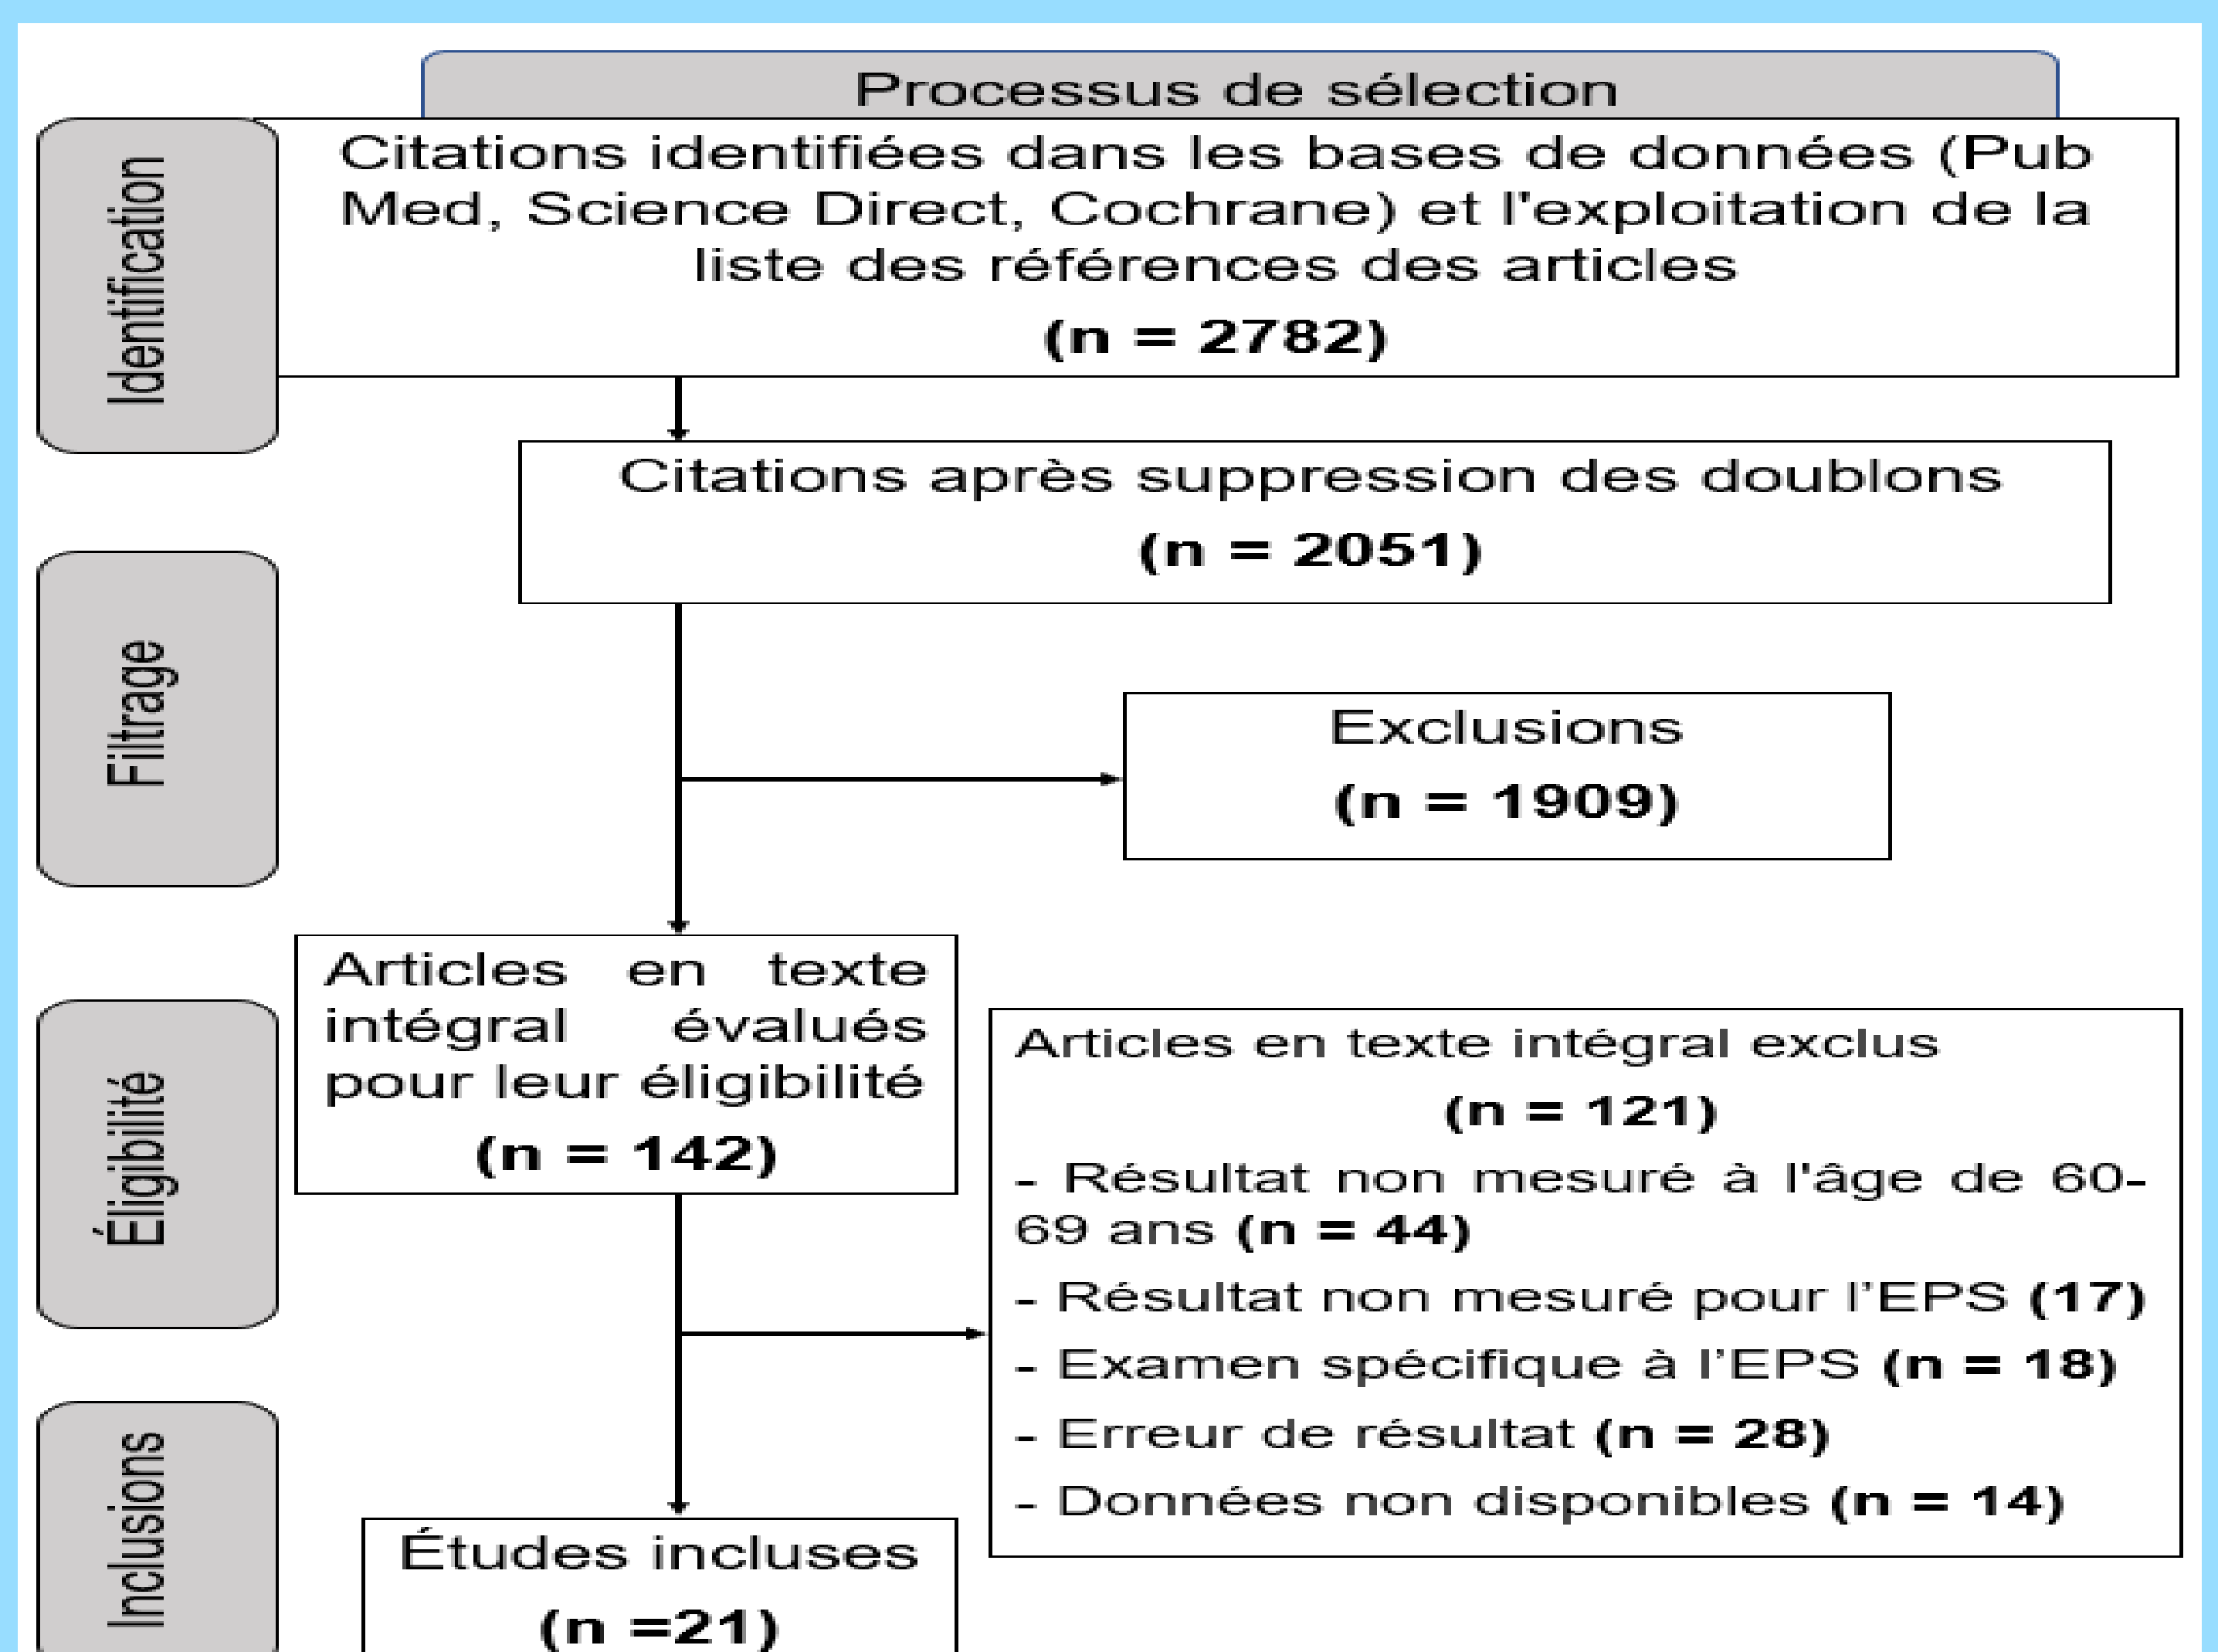 Processus de sélection
Identification
Citations identifiées dans les bases de données (Pub
Med, Science Direct, Cochrane) et l'exploitation de la
liste des références des articles
(n = 2782)
Citations après suppression des doublons
(n = 2051)
Filtrage
Exclusions
(n = 1909)
Éligibilité
Articles en texte
intégral évalués
pour leur éligibilité
(n = 142)
Articles en texte intégral exclus
(n = 121)
- Résultat non mesuré à l'âge de 60-
69 ans (n = 44)
- Résultat non mesuré pour l’EPS (17)
- Examen spécifique à l’EPS (n = 18)
- Erreur de résultat (n = 28)
- Données non disponibles (n = 14)
Inclusions
Études incluses
(n =21)